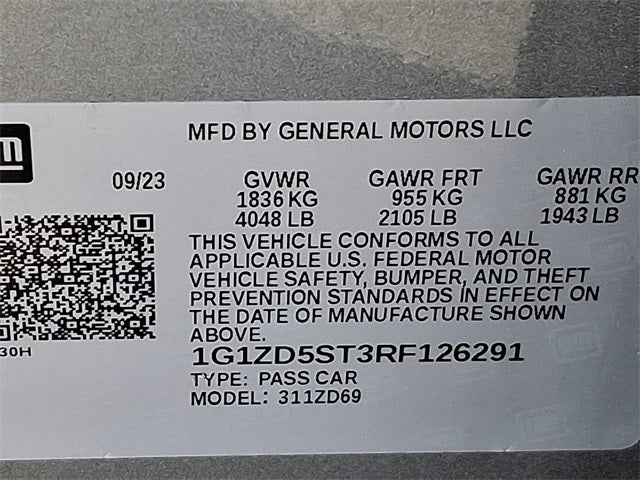 MFD BY GENERAL MOTORS LLC
09/23
GVWR GAWR FRT GAWR RR
1836 KG 955 KG 881 KG
4048 LB 2105 LB 1943 LB
THIS VEHICLE CONFORMS TO ALL
APPLICABLE U.S. FEDERAL MOTOR
VEHICLE SAFETY, BUMPER, AND THEFT
PREVENTION STANDARDS IN EFFECT ON
THE DATE OF MANUFACTURE SHOWN
ABOVE.
30H
1G1ZD5ST3RF126291
TYPE: PASS CAR
MODEL: 311ZD69